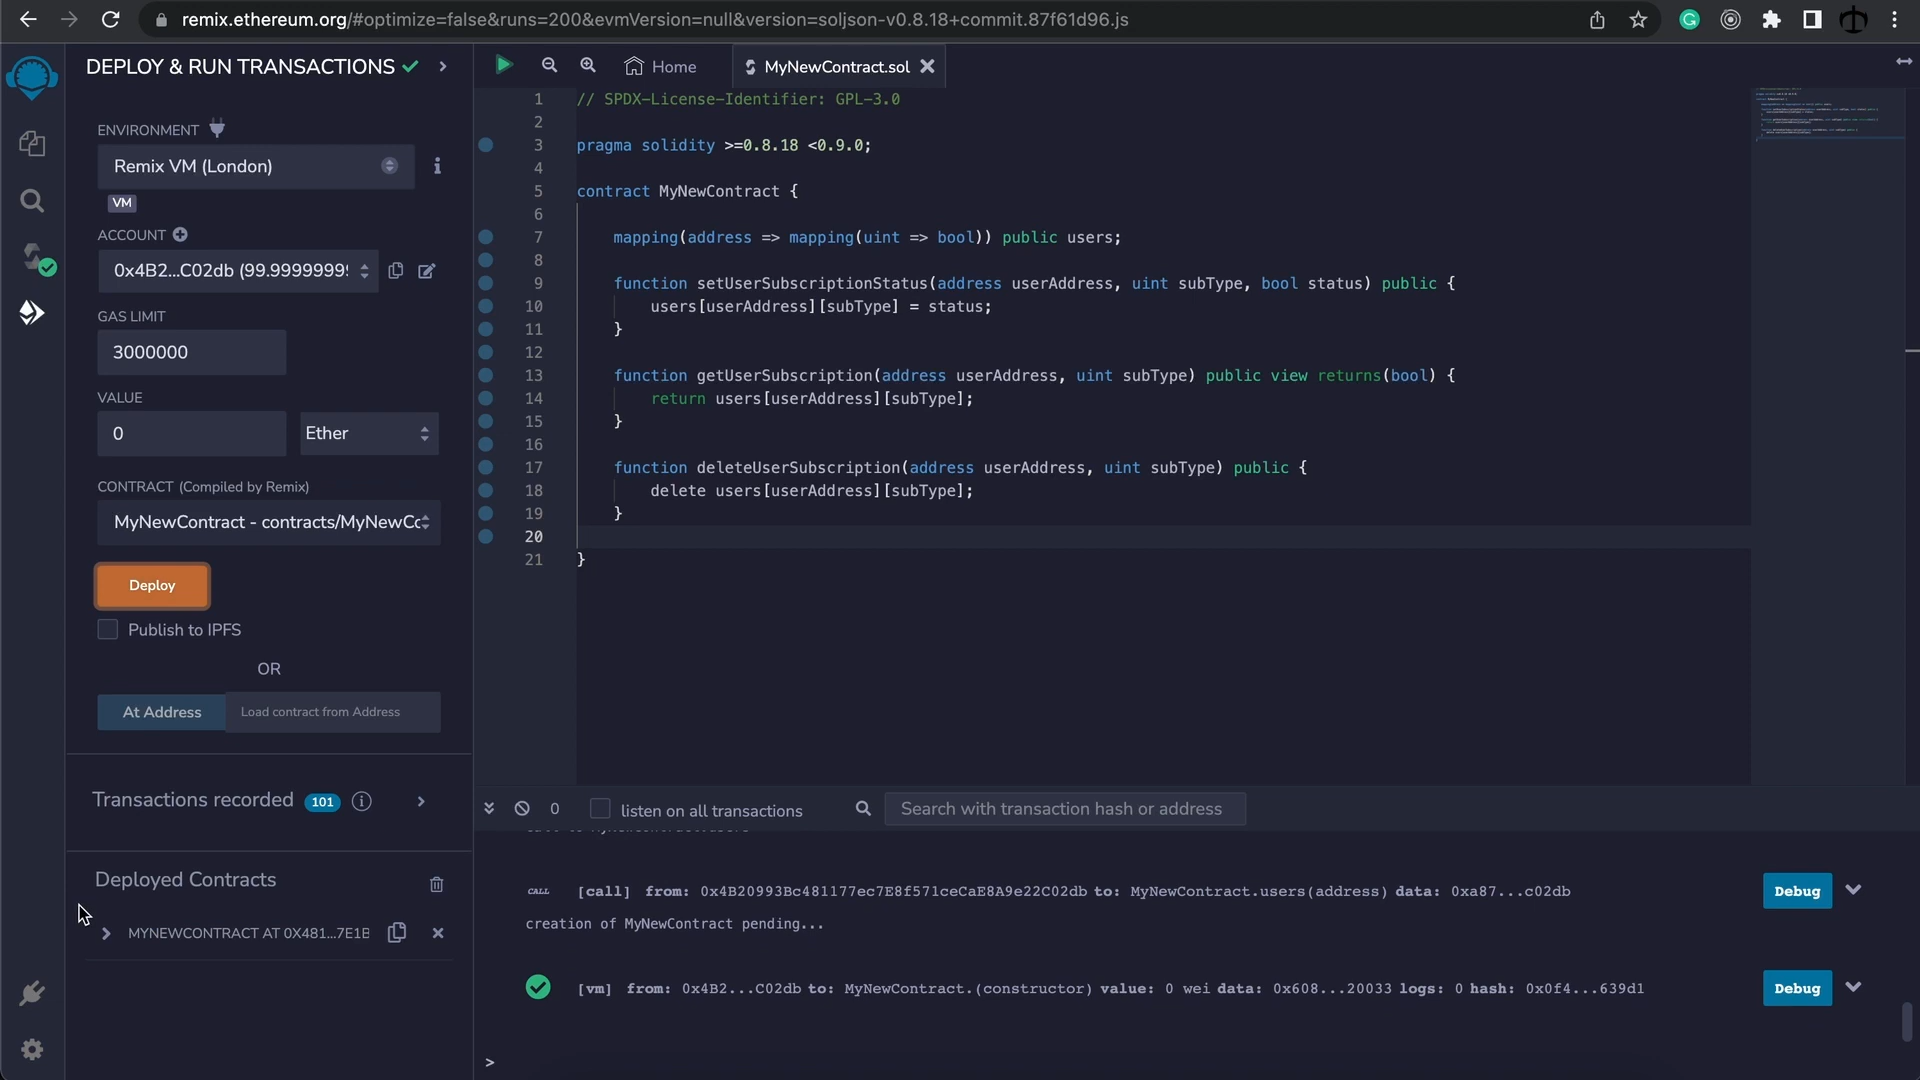 remix.ethereum.org/#optimize=false&runs=200&evmVersion=null&version=soljson-v0.8.18+commit.87f61d96.js
DEPLOY & RUN TRANSACTIONS
ENVIRONMENT
Remix VM (London)
VM
ACCOUNT
0x4B2...C02db (99.9999999
GAS LIMIT
3000000
VALUE
0
Ether
CONTRACT (Compiled by Remix)
MyNewContract - contracts/MyNewCo
Deploy
Publish to IPFS
OR
At Address
Load contract from Address
Transactions recorded 101
Deployed Contracts
MYNEWCONTRACT AT 0X481...7E1B
Home
MyNewContract.sol
1 // SPDX-License-Identifier: GPL-3.0
2
3 pragma solidity >=0.8.18 <0.9.0;
4
5 contract MyNewContract {
6
7 mapping(address => mapping(uint => bool)) public users;
8
9 function setUserSubscriptionStatus(address userAddress, uint subType, bool status) public {
10 users[userAddress][subType] = status;
11 }
12
13 function getUserSubscription(address userAddress, uint subType) public view returns(bool) {
14 return users[userAddress][subType];
15 }
16
17 function deleteUserSubscription(address userAddress, uint subType) public {
18 delete users[userAddress][subType];
19 }
20
21 }
0
listen on all transactions
Search with transaction hash or address
CALL [call] from: 0x4B20993Bc481177ec7E8f571ceCaE8A9e22C02db to: MyNewContract.users(address) data: 0xa87...c02db
Debug
creation of MyNewContract pending...
[vm] from: 0x4B2...C02db to: MyNewContract.(constructor) value: 0 wei data: 0x608...20033 logs: 0 hash: 0x0f4...639d1
Debug
>